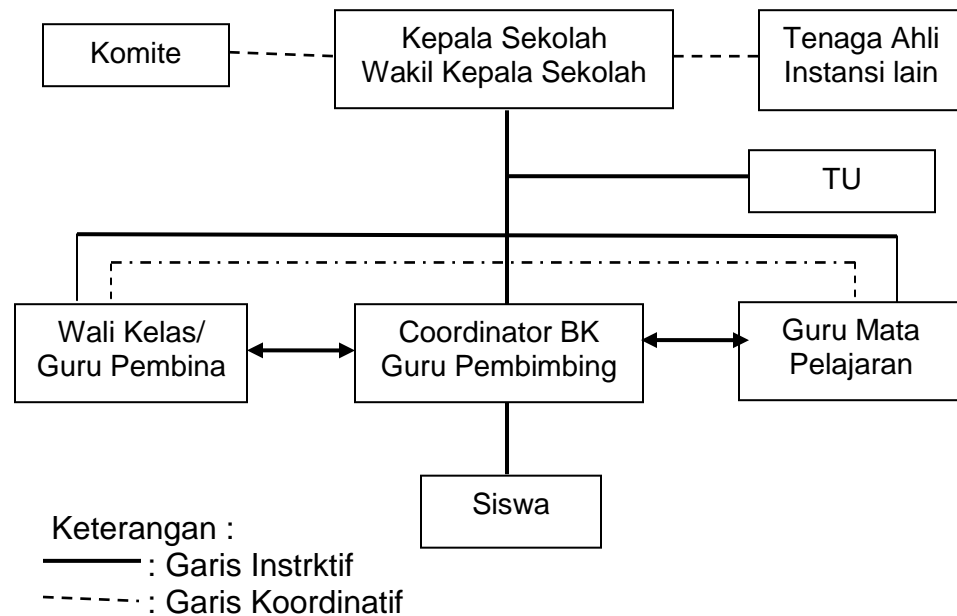 Komite
Kepala Sekolah
Wakil Kepala Sekolah
Tenaga Ahli
Instansi lain
TU
Wali Kelas/
Guru Pembina
Coordinator BK
Guru Pembimbing
Guru Mata
Pelajaran
Siswa
Keterangan :
: Garis Instrktif
: Garis Koordinatif